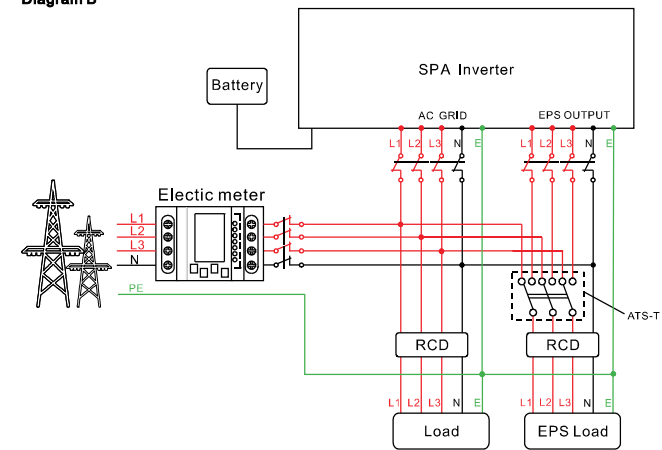 Diagram B
SPA Inverter
Battery
AC GRID
EPS OUTPUT
L1 L2 L3 N E
L1 L2 L3 N E
Electic meter
L1
L2
L3
N
PE
ATS-T
RCD
RCD
L1 L2 L3 N E
L1 L2 L3 N E
Load
EPS Load